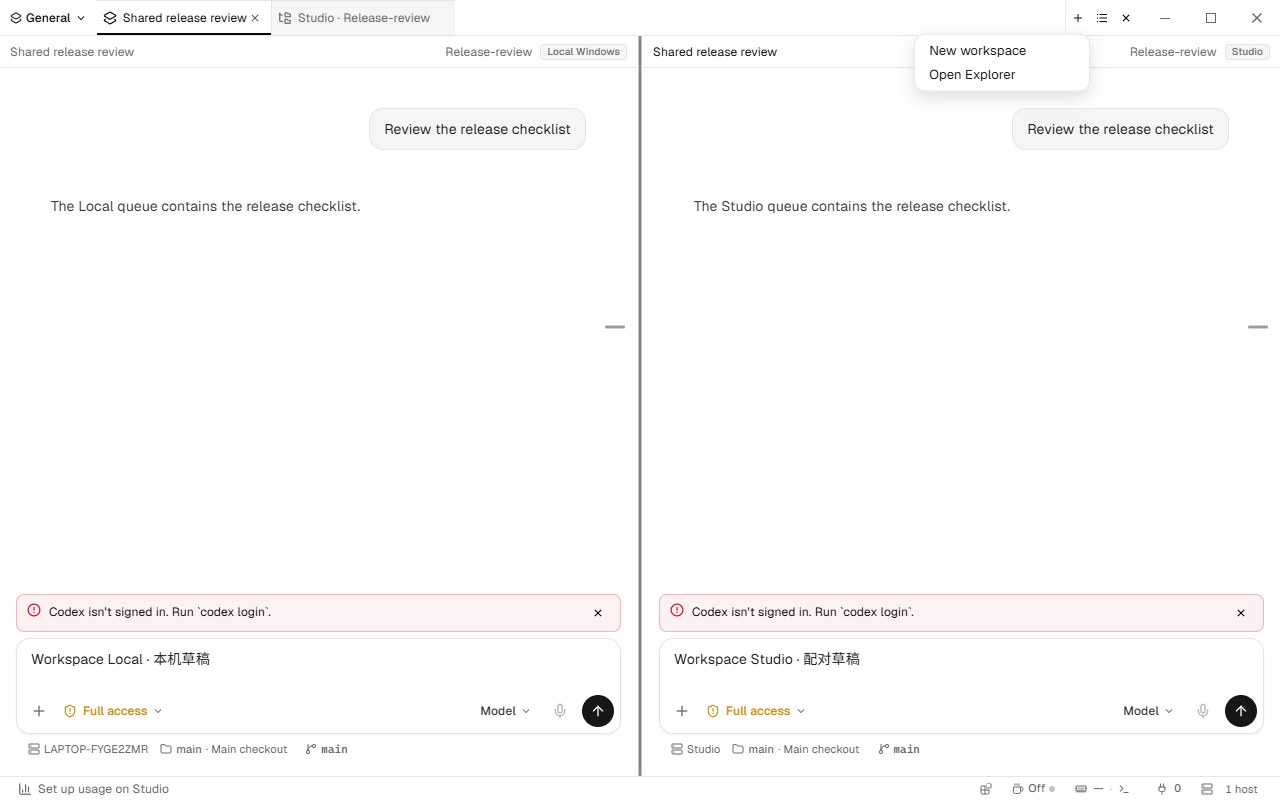 General
Shared release review
Studio · Release-review
New workspace
Open Explorer
Shared release review
Release-review
Local Windows
Review the release checklist
The Local queue contains the release checklist.
Codex isn't signed in. Run `codex login`.
Workspace Local · 本机草稿
Full access
Model
LAPTOP-FYGE2ZMR
main · Main checkout
main
Shared release review
Release-review
Studio
Review the release checklist
The Studio queue contains the release checklist.
Codex isn't signed in. Run `codex login`.
Workspace Studio · 配对草稿
Full access
Model
Studio
main · Main checkout
main
Set up usage on Studio
Off
— ·
0
1 host